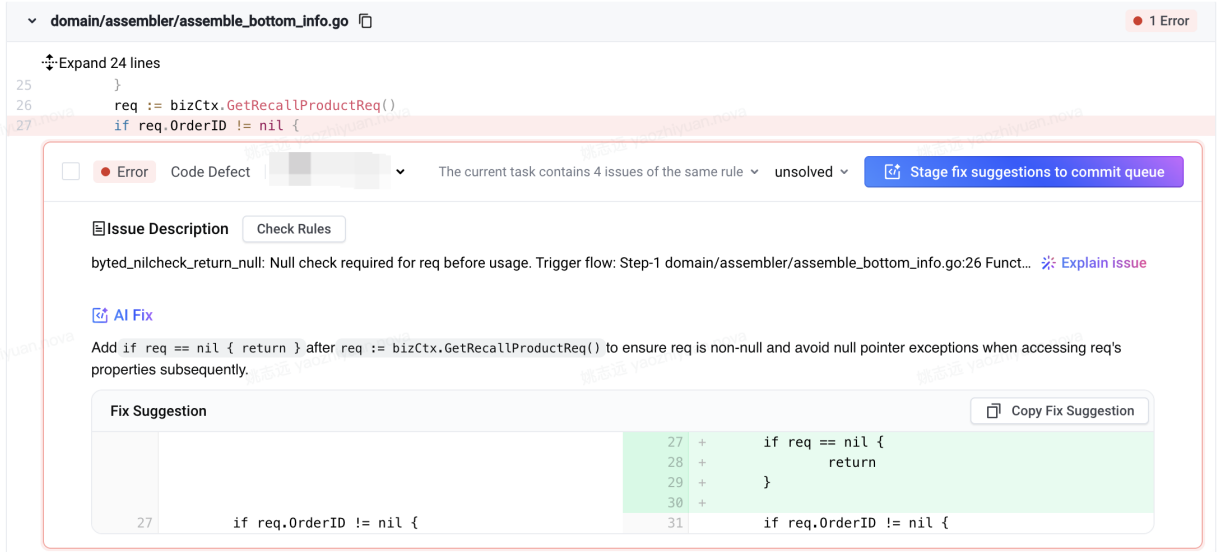 domain/assembler/assemble_bottom_info.go
1 Error
Expand 24 lines
25 }
26 req := bizCtx.GetRecallProductReq()
27 if req.OrderID != nil {
Error Code Defect The current task contains 4 issues of the same rule unsolved Stage fix suggestions to commit queue
Issue Description Check Rules
byted_nilcheck_return_null: Null check required for req before usage. Trigger flow: Step-1 domain/assembler/assemble_bottom_info.go:26 Funct... Explain issue
AI Fix
Add if req == nil { return } after req := bizCtx.GetRecallProductReq() to ensure req is non-null and avoid null pointer exceptions when accessing req's
properties subsequently.
Fix Suggestion Copy Fix Suggestion
27 + if req == nil {
28 + return
29 + }
30 +
27 if req.OrderID != nil { 31 if req.OrderID != nil {
姚志远 yaozhiyuan.nova